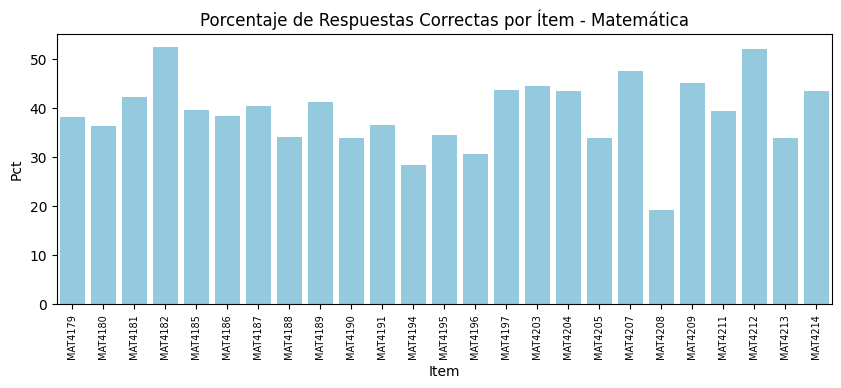 Porcentaje de Respuestas Correctas por Ítem - Matemática
Pct
50
40
30
20
10
0
MAT4179
MAT4180
MAT4181
MAT4182
MAT4185
MAT4186
MAT4187
MAT4188
MAT4189
MAT4190
MAT4191
MAT4194
MAT4195
MAT4196
MAT4197
MAT4203
MAT4204
MAT4205
MAT4207
MAT4208
MAT4209
MAT4211
MAT4212
MAT4213
MAT4214
Item